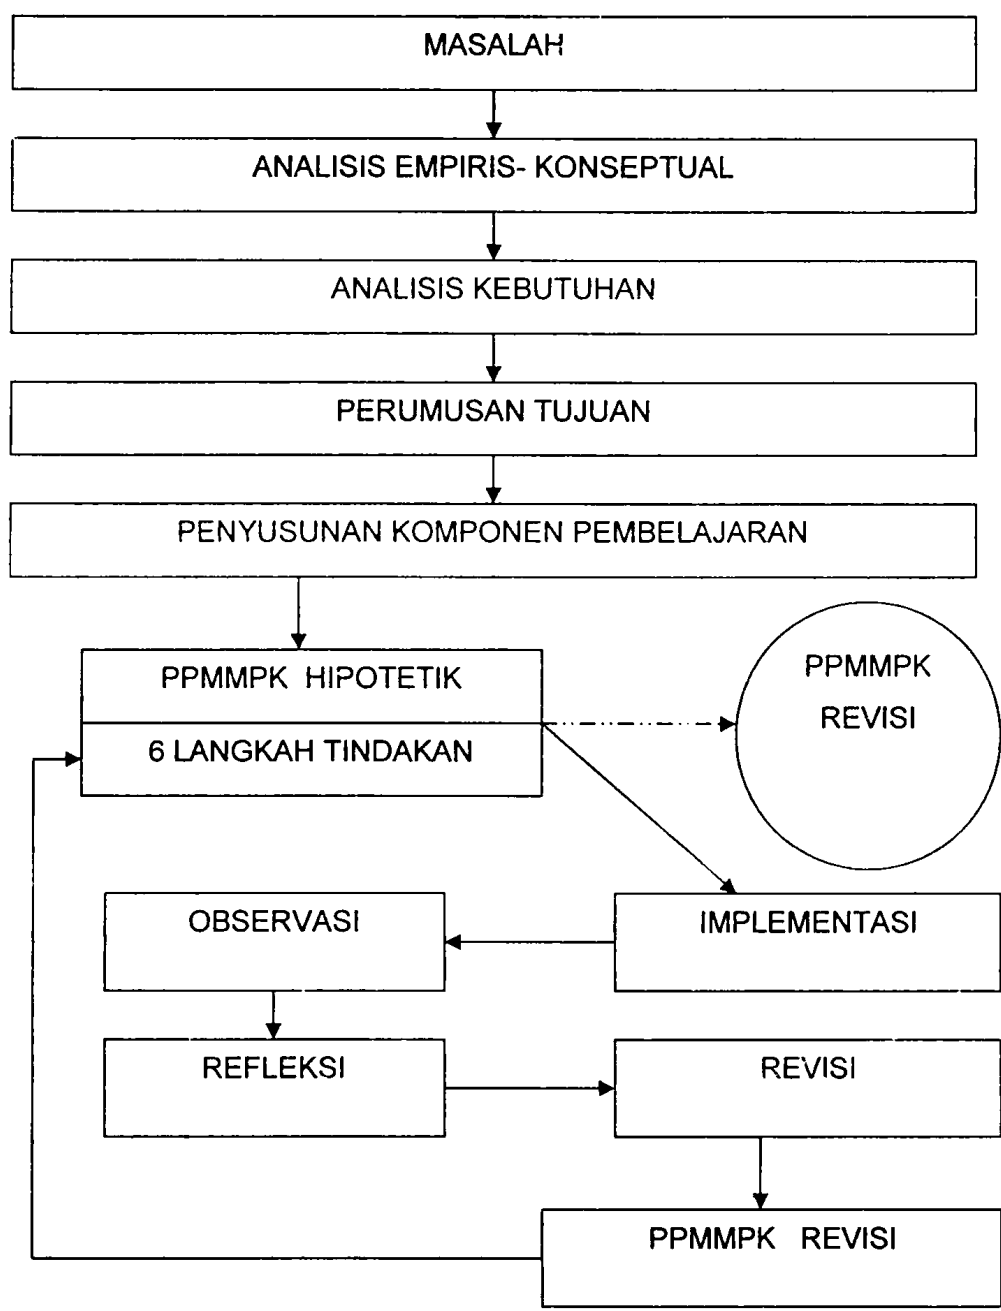 MASALAH
ANALISIS EMPIRIS- KONSEPTUAL
ANALISIS KEBUTUHAN
PERUMUSAN TUJUAN
PENYUSUNAN KOMPONEN PEMBELAJARAN
PPMMPK HIPOTETIK
6 LANGKAH TINDAKAN
PPMMPK
REVISI
OBSERVASI
IMPLEMENTASI
REFLEKSI
REVISI
PPMMPK REVISI